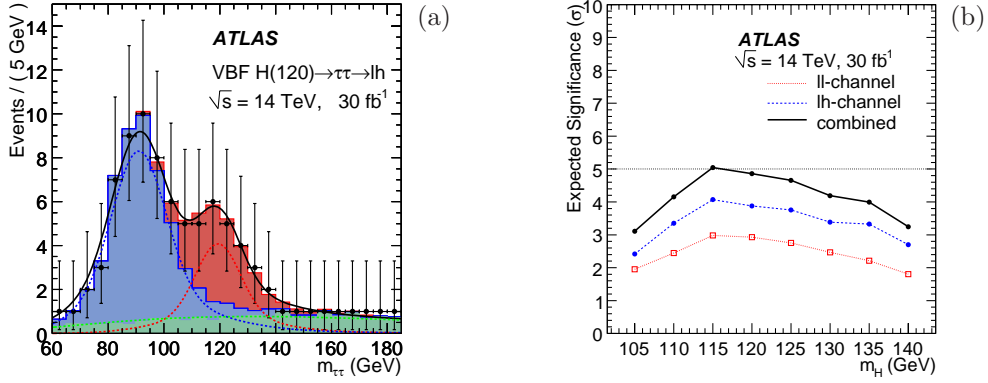 (a)
ATLAS
VBF H(120)→ττ→lh
√s = 14 TeV, 30 fb⁻¹
Events / ( 5 GeV )
14
12
10
8
6
4
2
0
60 80 100 120 140 160 180
mττ (GeV)
(b)
ATLAS
√s = 14 TeV, 30 fb⁻¹
ll-channel
lh-channel
combined
Expected Significance (σ)
10
9
8
7
6
5
4
3
2
1
0
105 110 115 120 125 130 135 140
mH (GeV)